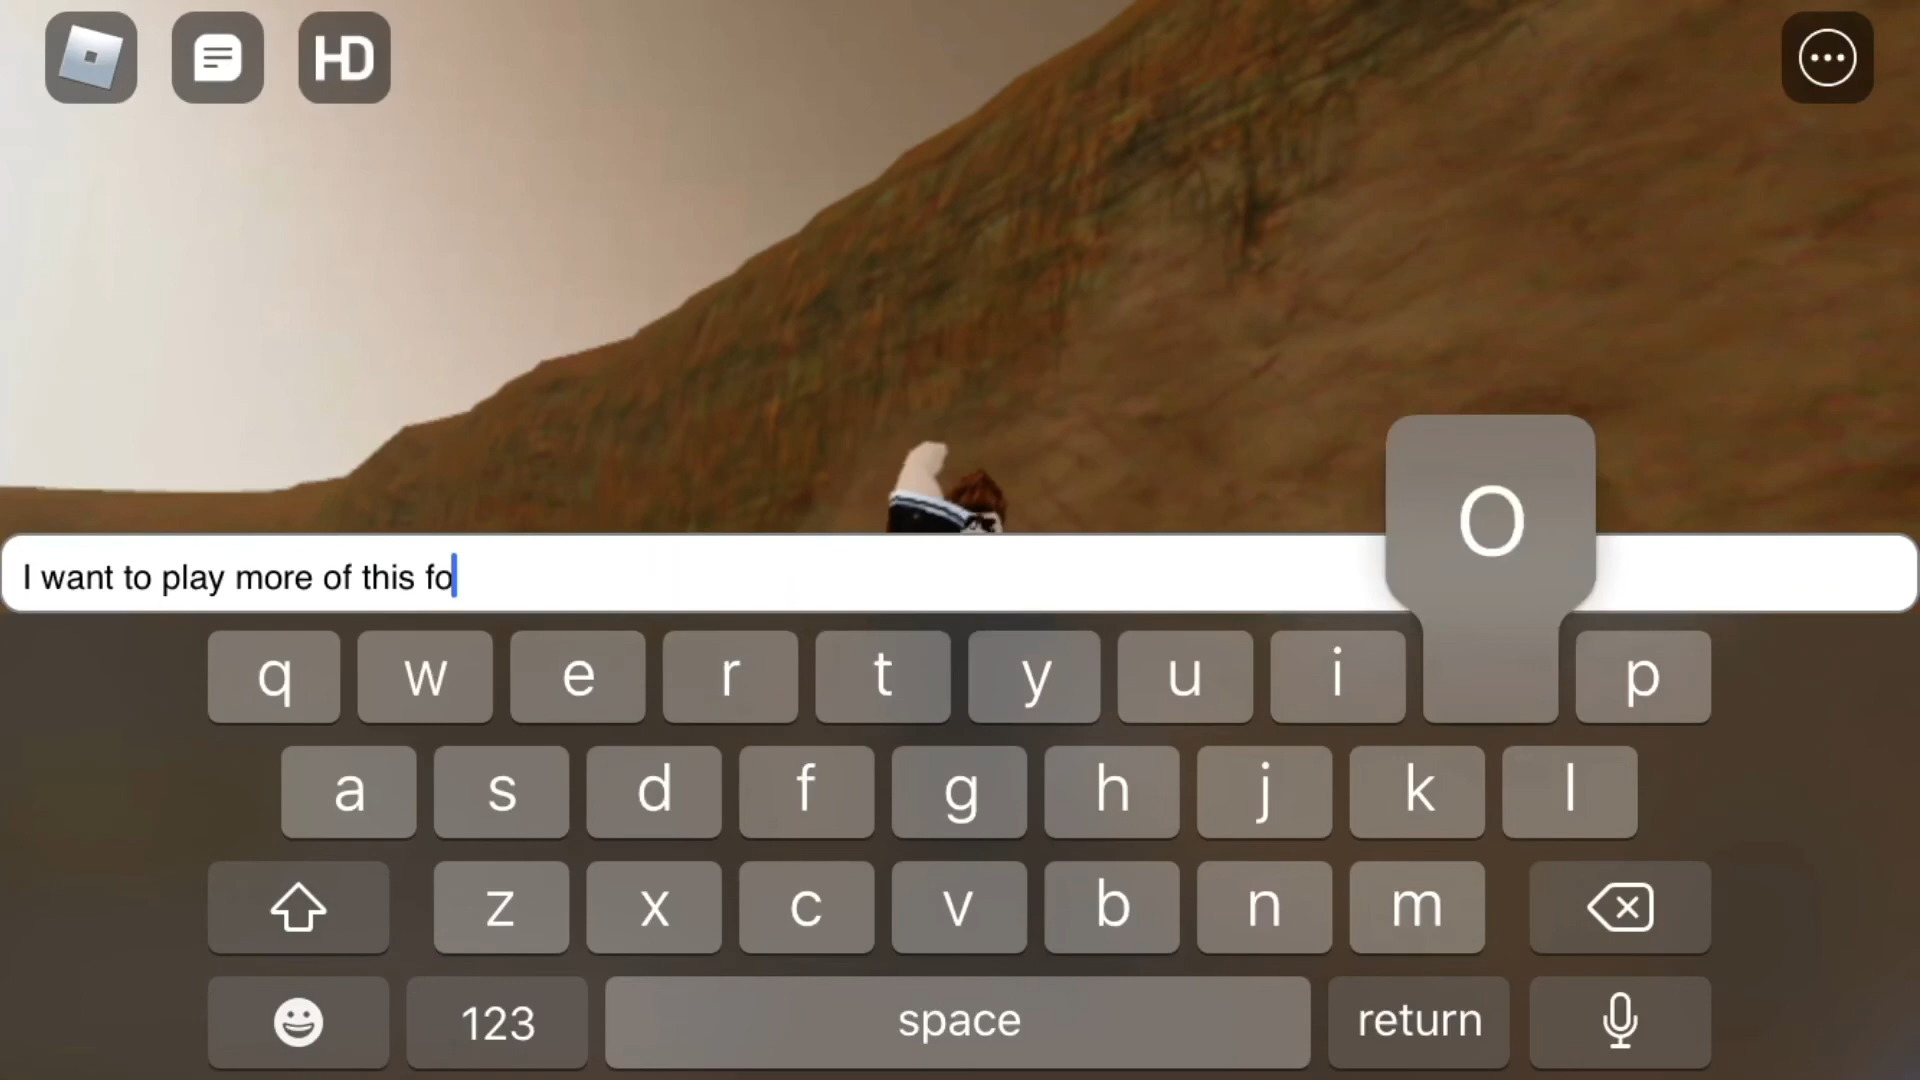 HD
I want to play more of this fo
O
q w e r t y u i p
a s d f g h j k l
z x c v b n m
123 space return